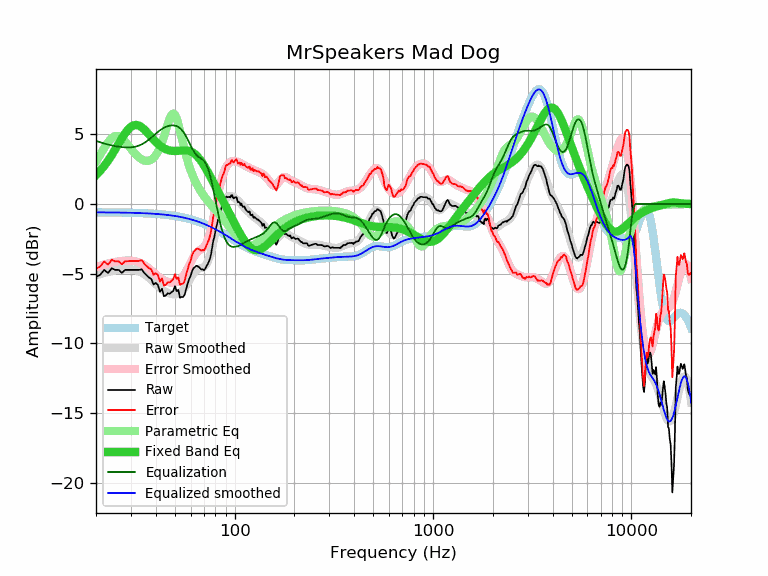 MrSpeakers Mad Dog
Amplitude (dBr)
5
0
−5
−10
−15
−20
Target
Raw Smoothed
Error Smoothed
Raw
Error
Parametric Eq
Fixed Band Eq
Equalization
Equalized smoothed
100
1000
10000
Frequency (Hz)